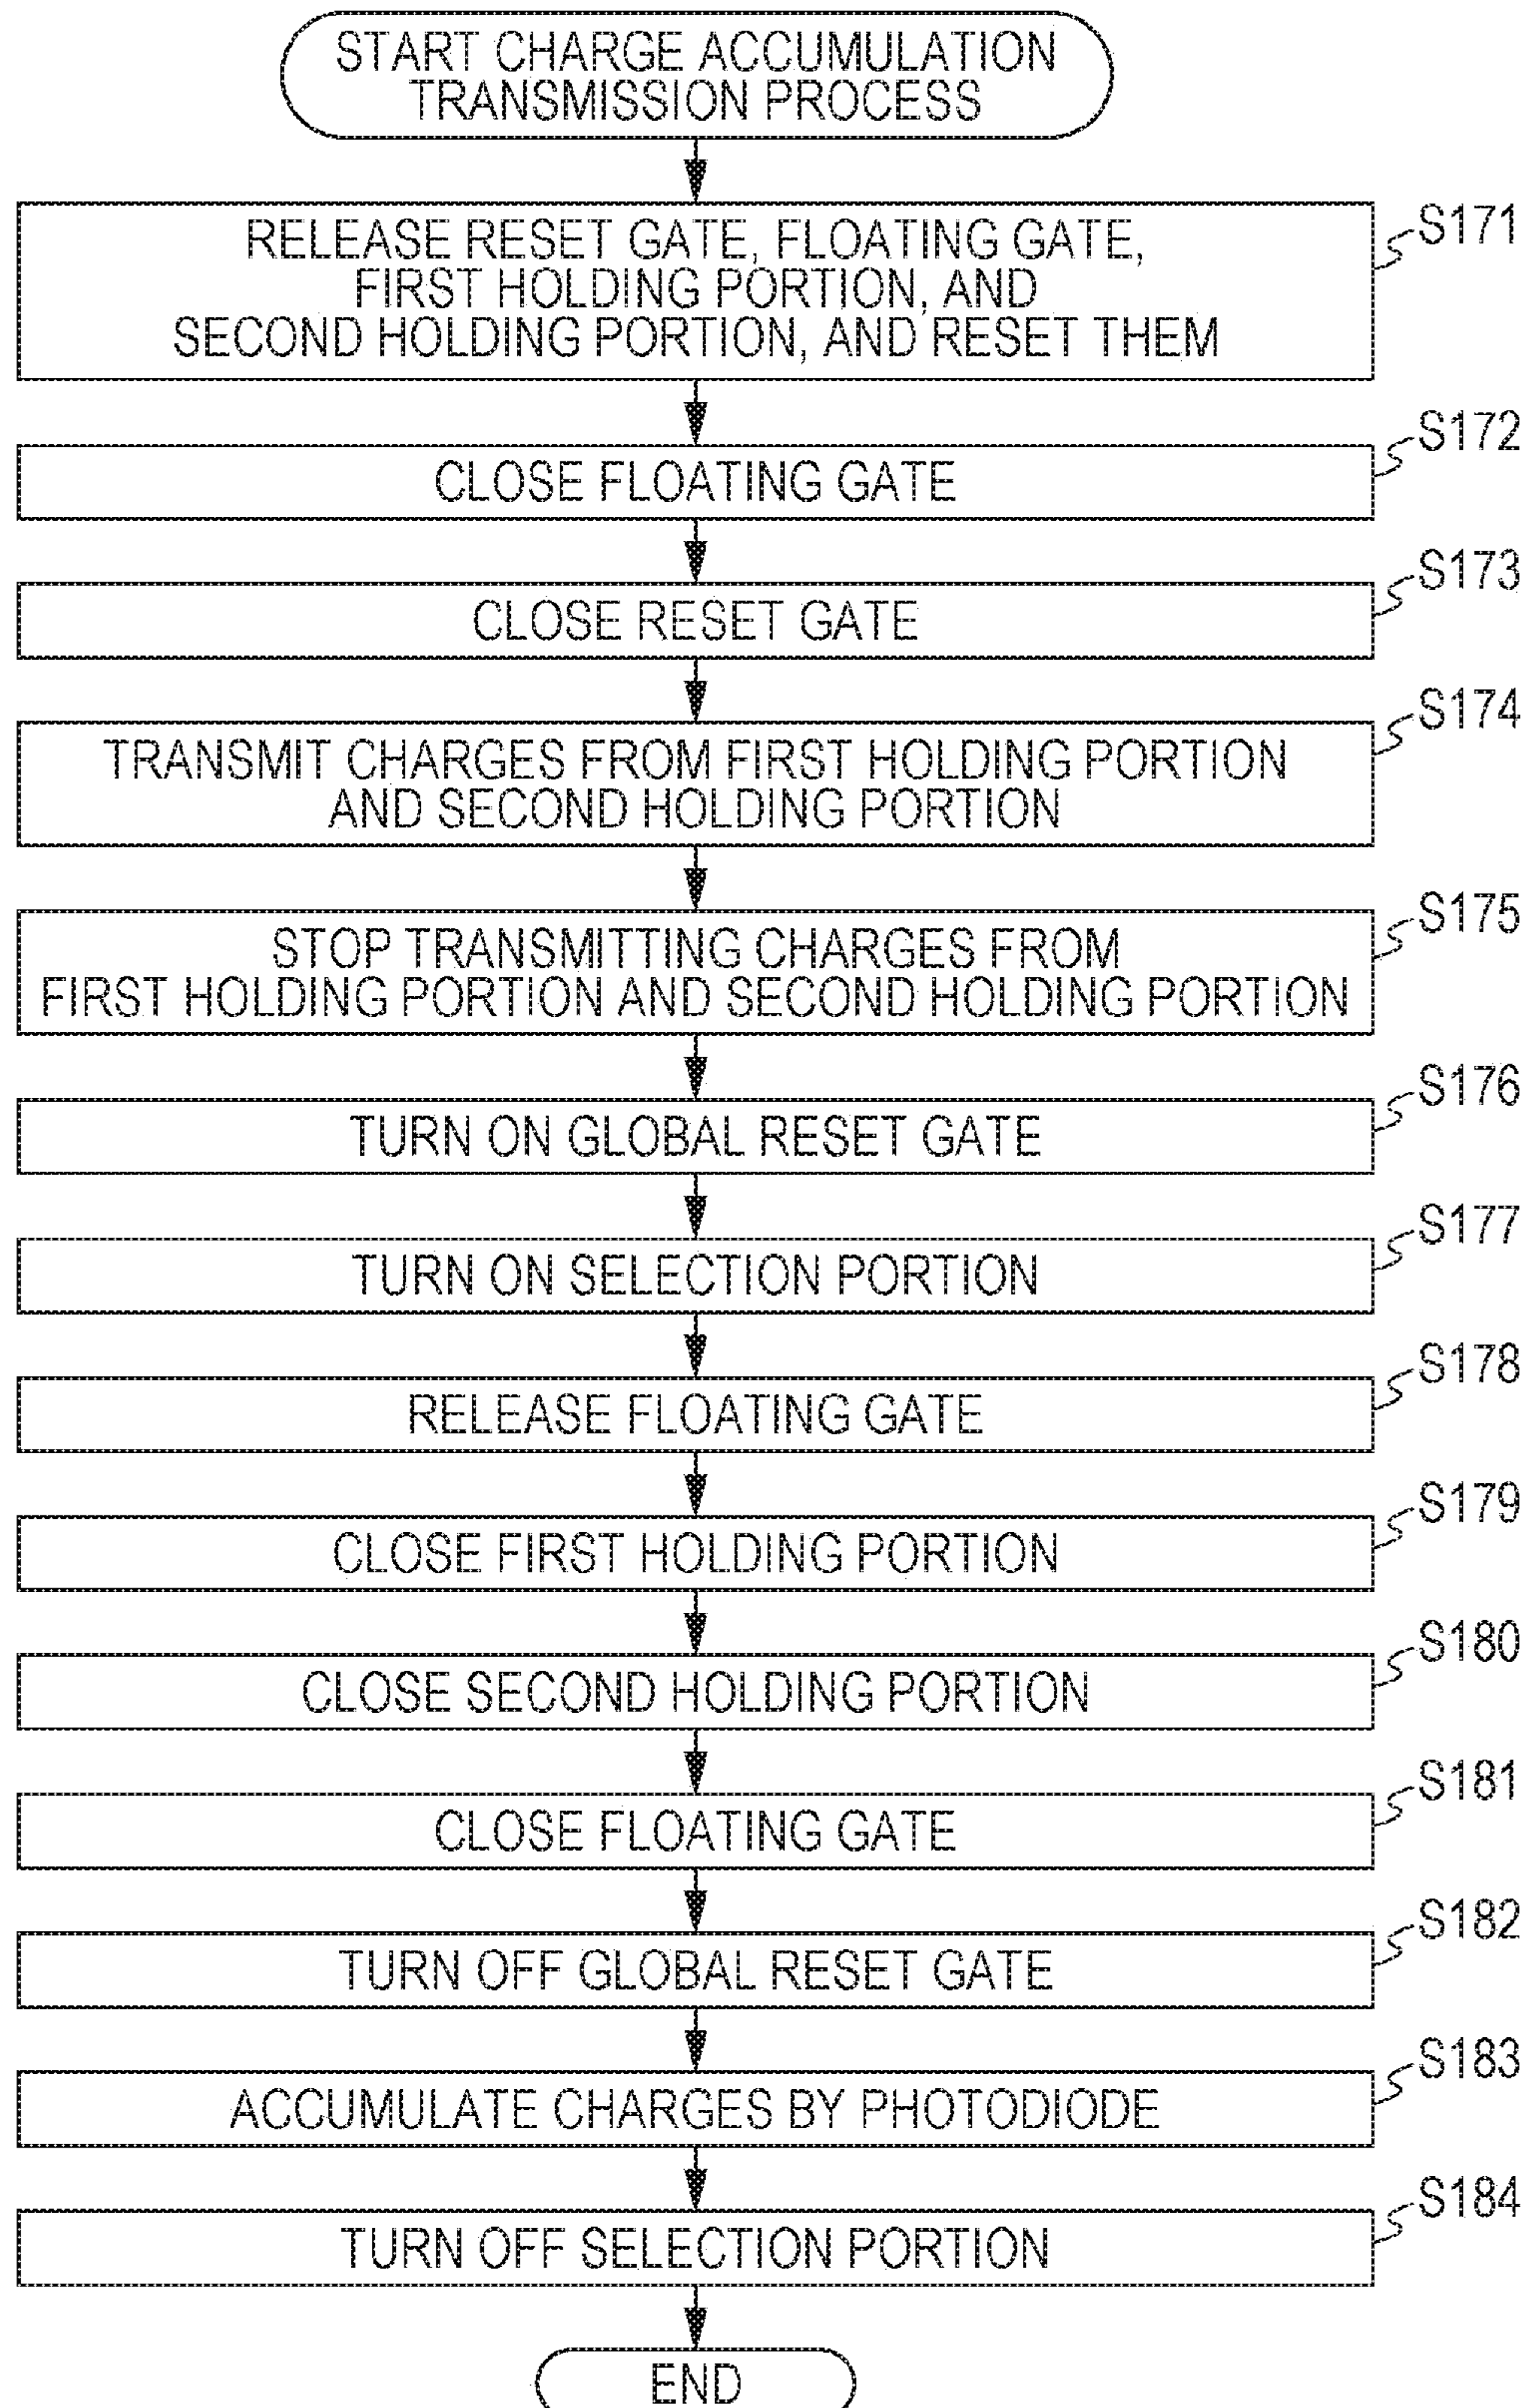 START CHARGE ACCUMULATION
TRANSMISSION PROCESS
RELEASE RESET GATE, FLOATING GATE,
FIRST HOLDING PORTION, AND
SECOND HOLDING PORTION, AND RESET THEM
S171
CLOSE FLOATING GATE
S172
CLOSE RESET GATE
S173
TRANSMIT CHARGES FROM FIRST HOLDING PORTION
AND SECOND HOLDING PORTION
S174
STOP TRANSMITTING CHARGES FROM
FIRST HOLDING PORTION AND SECOND HOLDING PORTION
S175
TURN ON GLOBAL RESET GATE
S176
TURN ON SELECTION PORTION
S177
RELEASE FLOATING GATE
S178
CLOSE FIRST HOLDING PORTION
S179
CLOSE SECOND HOLDING PORTION
S180
CLOSE FLOATING GATE
S181
TURN OFF GLOBAL RESET GATE
S182
ACCUMULATE CHARGES BY PHOTODIODE
S183
TURN OFF SELECTION PORTION
S184
END